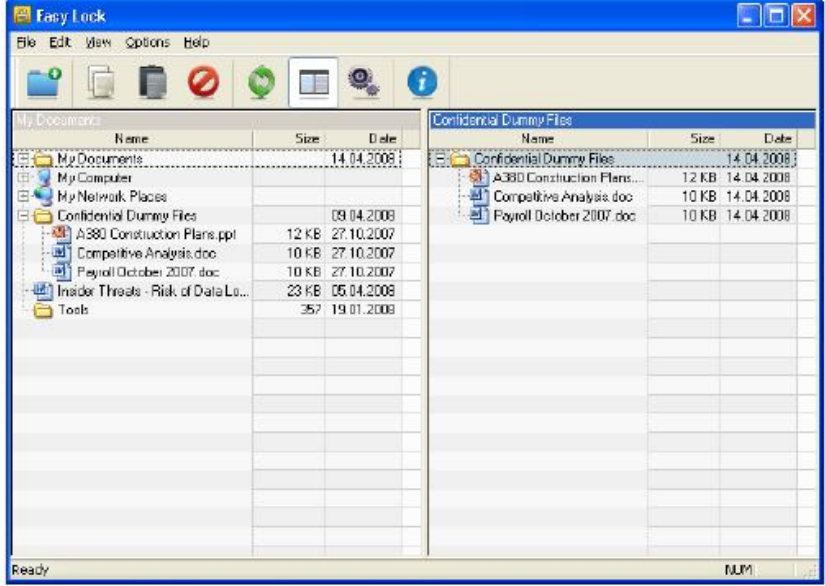 Easy Lock
File Edit View Options Help
My Documents
Name Size Date
My Documents 14.04.2008
My Computer
My Network Places
Confidential Dummy Files 09.04.2008
A380 Construction Plans.ppt 12 KB 27.10.2007
Competitive Analysis.doc 10 KB 27.10.2007
Payroll October 2007.doc 10 KB 27.10.2007
Insider Threats - Risk of Data Lo... 23 KB 05.04.2008
Tools 357 19.01.2008
Confidential Dummy Files
Name Size Date
Confidential Dummy Files 14.04.2008
A380 Construction Plans.... 12 KB 14.04.2008
Competitive Analysis.doc 10 KB 14.04.2008
Payroll October 2007.doc 10 KB 14.04.2008
Ready NUM